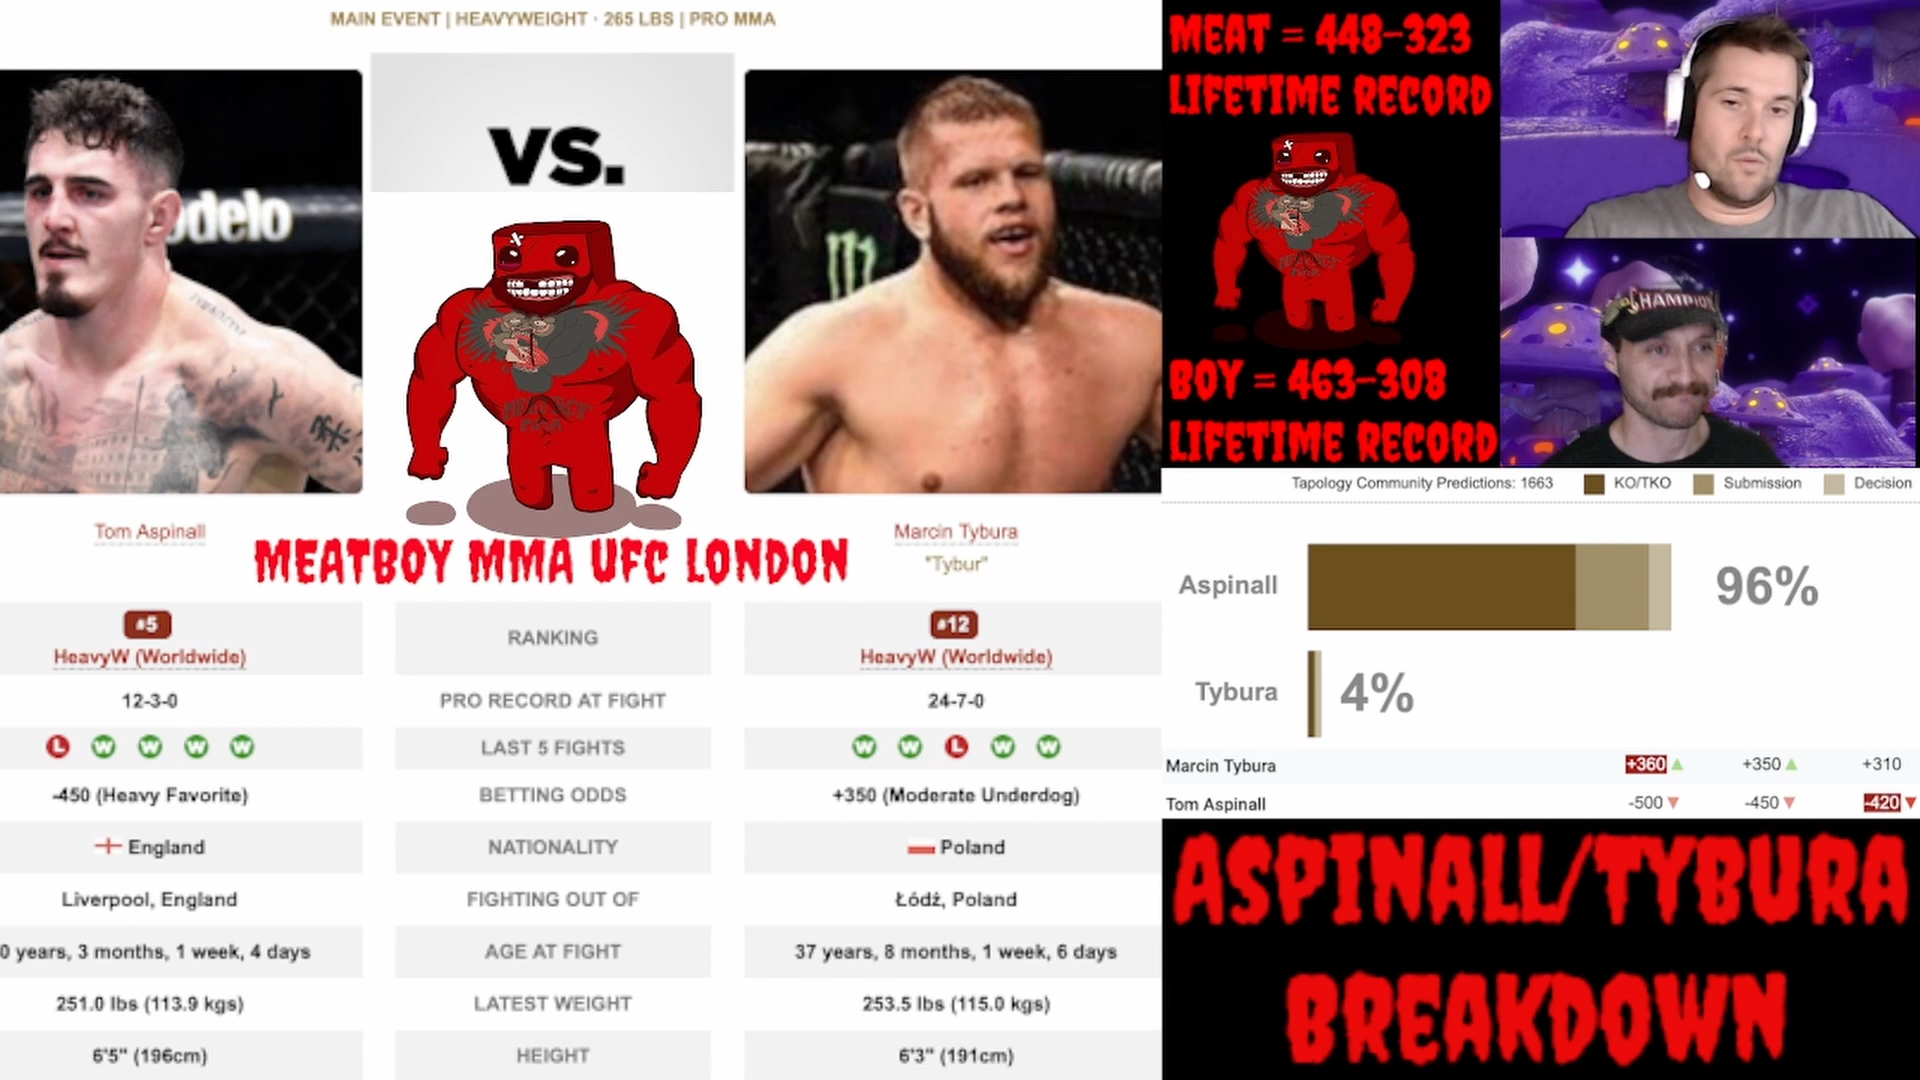 MAIN EVENT | HEAVYWEIGHT · 265 LBS | PRO MMA
VS.
delo
Tom Aspinall
Marcin Tybura
"Tybur"
MEATBOY MMA UFC LONDON
#5
HeavyW (Worldwide)
RANKING
#12
HeavyW (Worldwide)
12-3-0
PRO RECORD AT FIGHT
24-7-0
L W W W W
LAST 5 FIGHTS
W W L W W
-450 (Heavy Favorite)
BETTING ODDS
+350 (Moderate Underdog)
England
NATIONALITY
Poland
Liverpool, England
FIGHTING OUT OF
Łódź, Poland
0 years, 3 months, 1 week, 4 days
AGE AT FIGHT
37 years, 8 months, 1 week, 6 days
251.0 lbs (113.9 kgs)
LATEST WEIGHT
253.5 lbs (115.0 kgs)
6'5" (196cm)
HEIGHT
6'3" (191cm)
MEAT = 448-323
LIFETIME RECORD
BOY = 463-308
LIFETIME RECORD
CHAMPION
Tapology Community Predictions: 1663
KO/TKO
Submission
Decision
Aspinall
96%
Tybura
4%
Marcin Tybura
+360
+350
+310
Tom Aspinall
-500
-450
-420
ASPINALL/TYBURA
BREAKDOWN